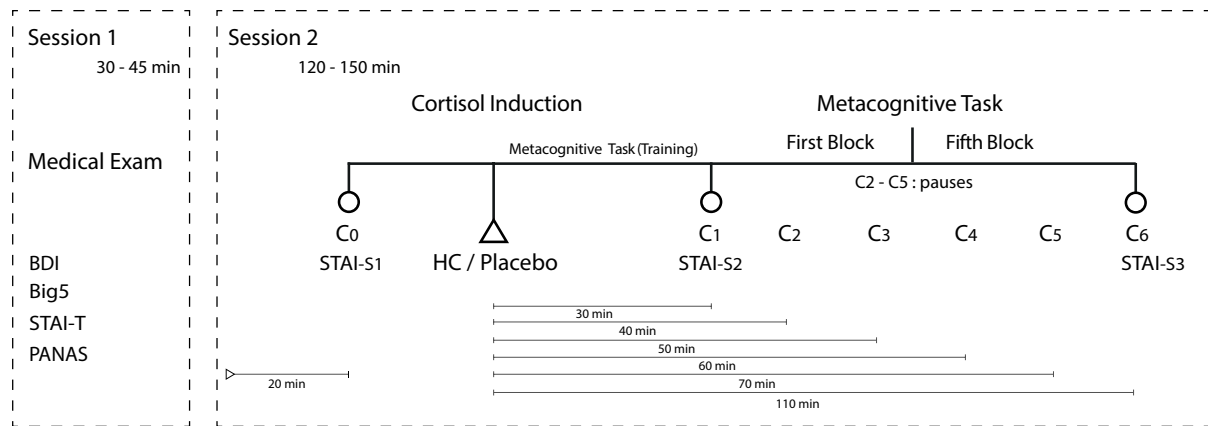 Session 1
30 - 45 min
Medical Exam
BDI
Big5
STAI-T
PANAS
Session 2
120 - 150 min
Cortisol Induction
Metacognitive Task
Metacognitive Task (Training)
First Block
Fifth Block
C2 - C5 : pauses
C0
C1
C2
C3
C4
C5
C6
STAI-S1
HC / Placebo
STAI-S2
STAI-S3
30 min
40 min
50 min
60 min
20 min
70 min
110 min